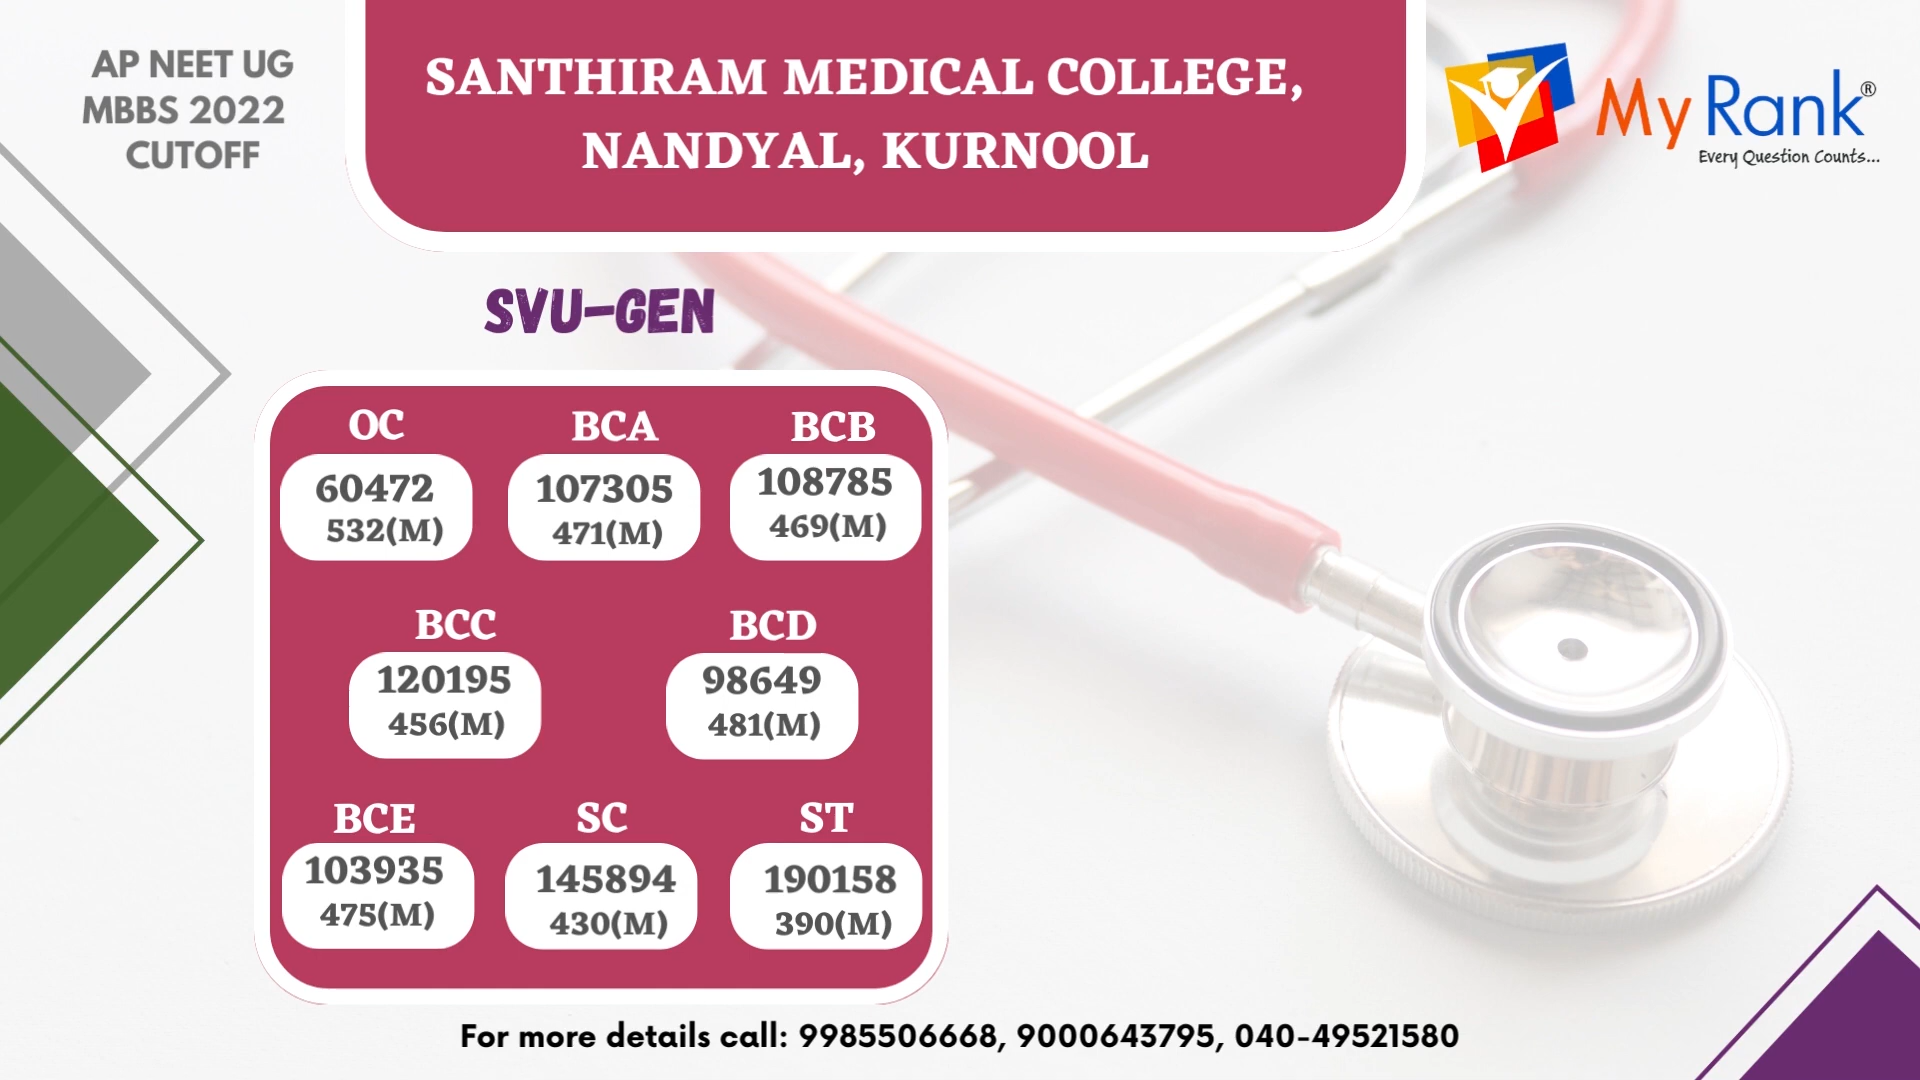 AP NEET UG
MBBS 2022
CUTOFF
SANTHIRAM MEDICAL COLLEGE,
NANDYAL, KURNOOL
My Rank®
Every Question Counts...
SVU-GEN
OC BCA BCB
60472 107305 108785
532(M) 471(M) 469(M)
BCC BCD
120195 98649
456(M) 481(M)
BCE SC ST
103935 145894 190158
475(M) 430(M) 390(M)
For more details call: 9985506668, 9000643795, 040-49521580